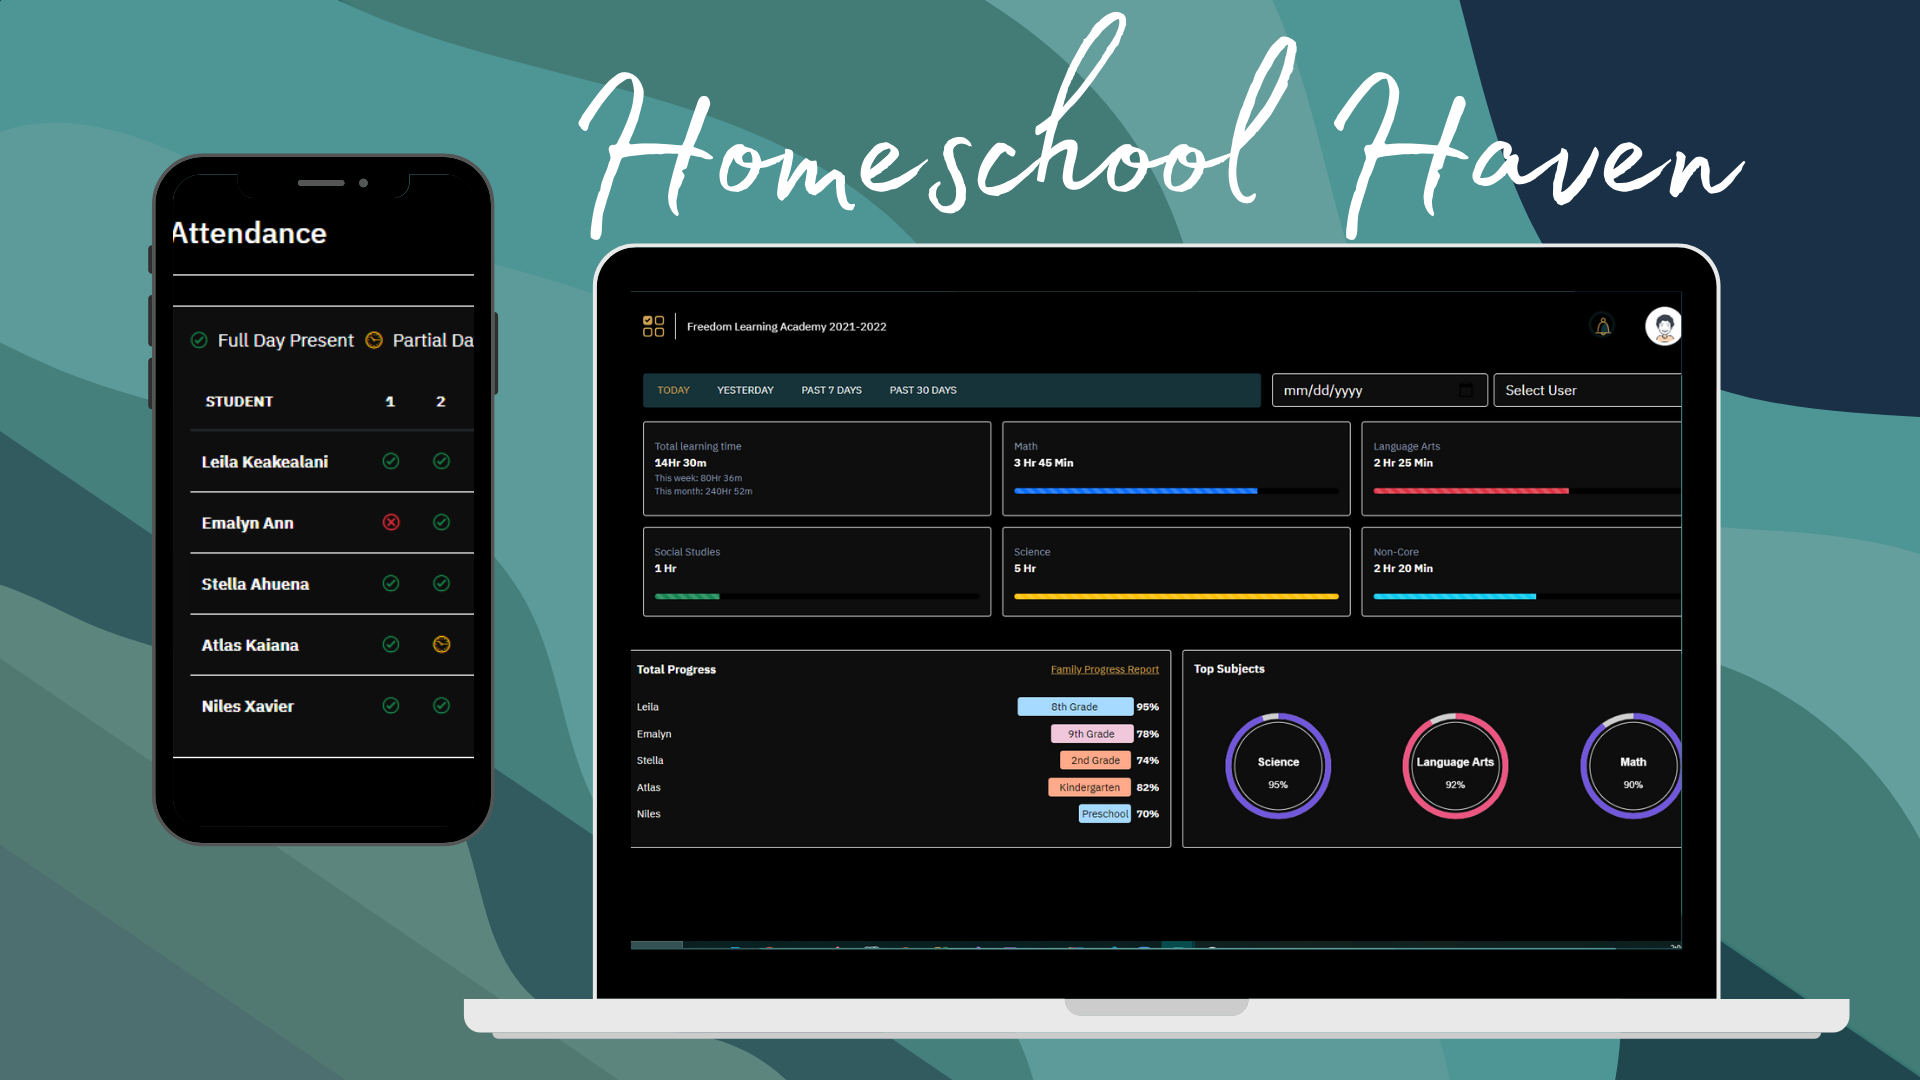 Homeschool Haven
Attendance
Full Day Present Partial Da
STUDENT 1 2
Leila Keakealani
Emalyn Ann
Stella Ahuena
Atlas Kaiana
Niles Xavier
Freedom Learning Academy 2021-2022
TODAY YESTERDAY PAST 7 DAYS PAST 30 DAYS mm/dd/yyyy Select User
Total learning time
14Hr 30m
This week: 80Hr 36m
This month: 240Hr 52m
Math
3 Hr 45 Min
Language Arts
2 Hr 25 Min
Social Studies
1 Hr
Science
5 Hr
Non-Core
2 Hr 20 Min
Total Progress Family Progress Report
Leila 8th Grade 95%
Emalyn 9th Grade 78%
Stella 2nd Grade 74%
Atlas Kindergarten 82%
Niles Preschool 70%
Top Subjects
Science
95%
Language Arts
92%
Math
90%